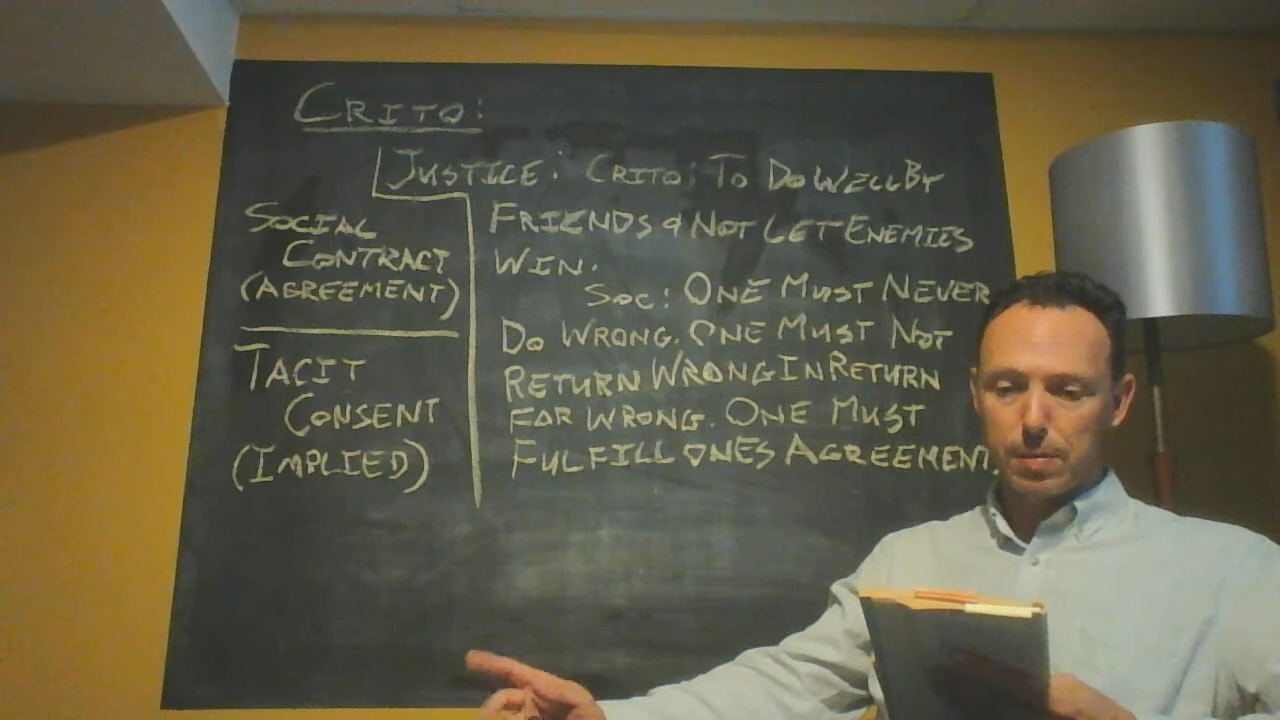 CRITO:
JUSTICE: CRITO: TO DO WELL BY
FRIENDS & NOT LET ENEMIES
WIN.
SOC: ONE MUST NEVER
DO WRONG. ONE MUST NOT
RETURN WRONG IN RETURN
FOR WRONG. ONE MUST
FULFILL ONES AGREEMENT.
SOCIAL
CONTRACT
(AGREEMENT)
TACIT
CONSENT
(IMPLIED)